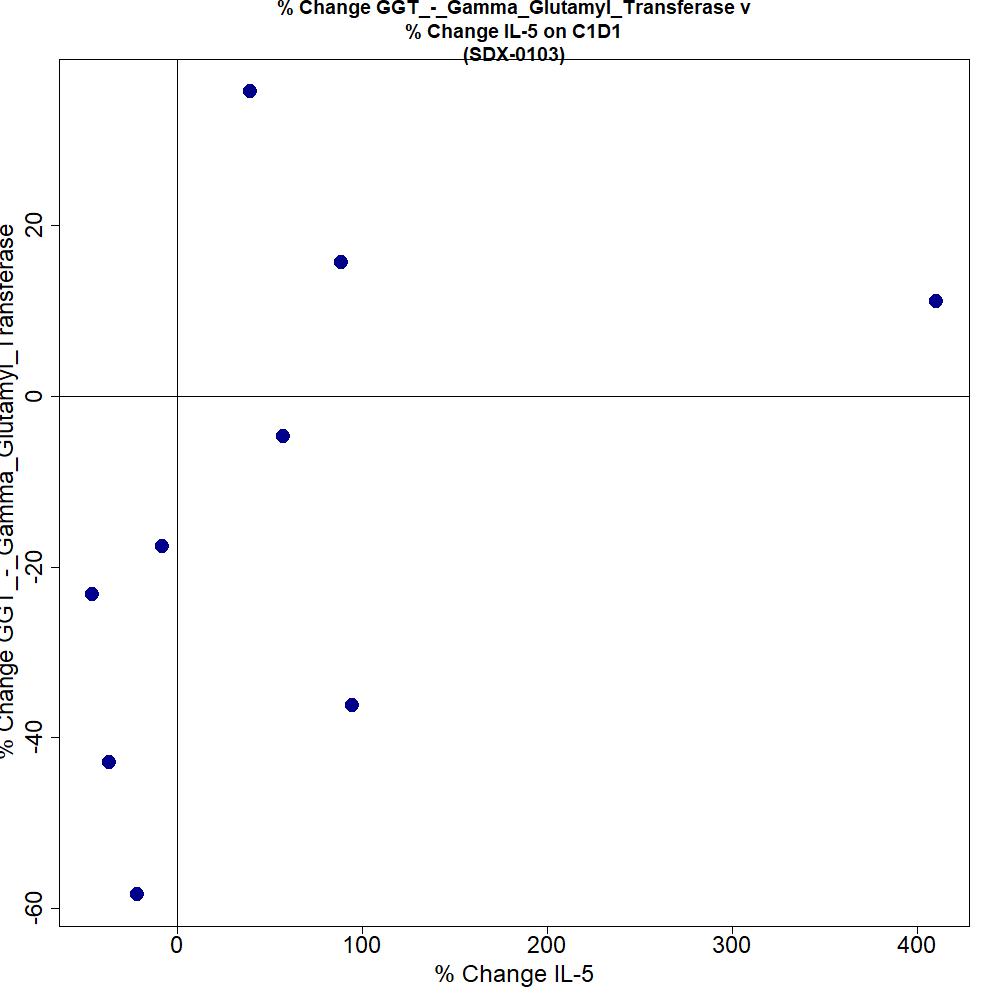 % Change GGT_-_Gamma_Glutamyl_Transferase v
% Change IL-5 on C1D1
(SDX-0103)
% Change GGT_-_Gamma_Glutamyl_Transferase
20
0
-20
-40
-60
0 100 200 300 400
% Change IL-5